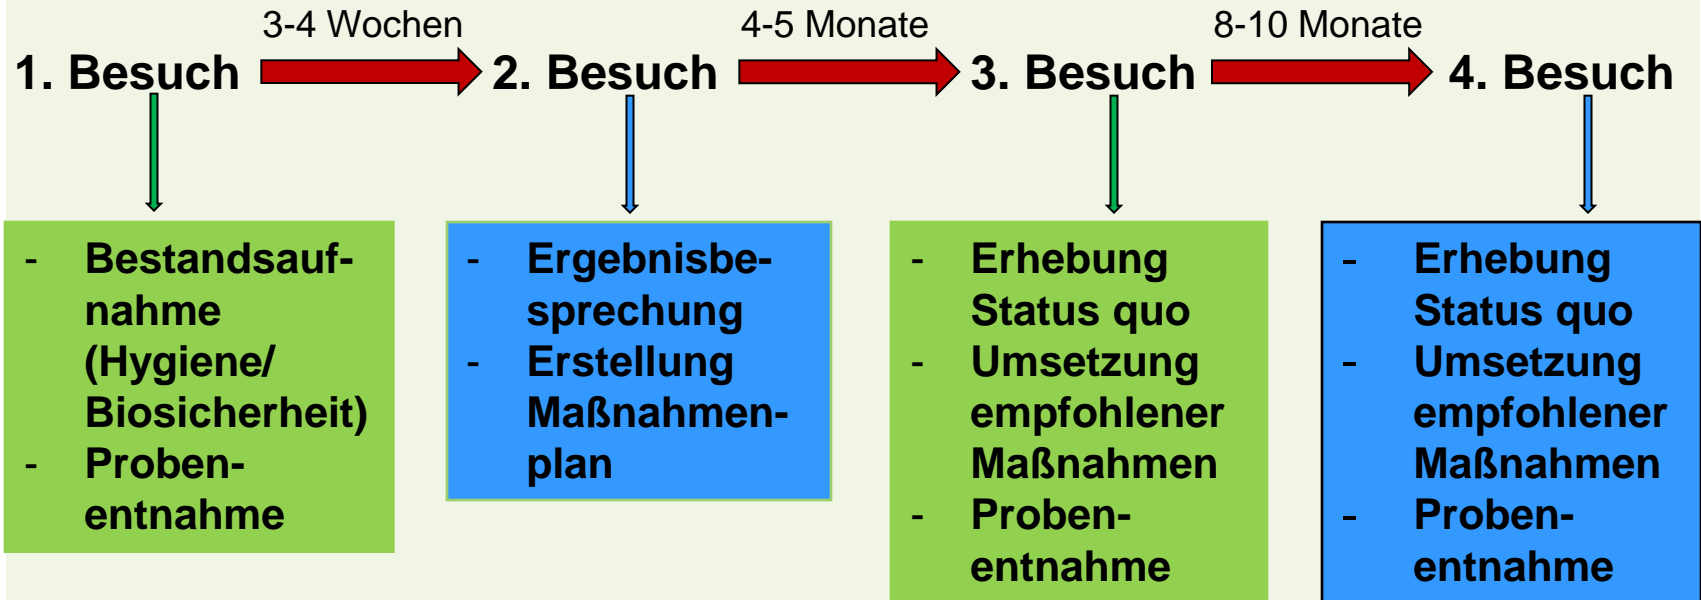 3-4 Wochen
4-5 Monate
8-10 Monate
1. Besuch
2. Besuch
3. Besuch
4. Besuch
- Bestandsauf-
nahme
(Hygiene/
Biosicherheit)
- Proben-
entnahme
- Ergebnisbe-
sprechung
- Erstellung
Maßnahmen-
plan
- Erhebung
Status quo
- Umsetzung
empfohlener
Maßnahmen
- Proben-
entnahme
- Erhebung
Status quo
- Umsetzung
empfohlener
Maßnahmen
- Proben-
entnahme